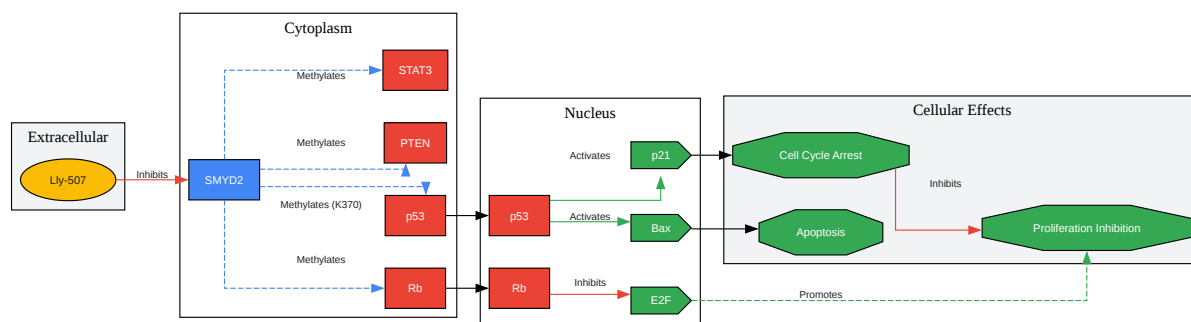 Extracellular
Lly-507
Inhibits
Cytoplasm
SMYD2
Methylates
STAT3
Methylates
PTEN
Methylates (K370)
p53
Methylates
Rb
Nucleus
p53
Activates
p21
Activates
Bax
Rb
Inhibits
E2F
Cellular Effects
Cell Cycle Arrest
Inhibits
Apoptosis
Proliferation Inhibition
Promotes